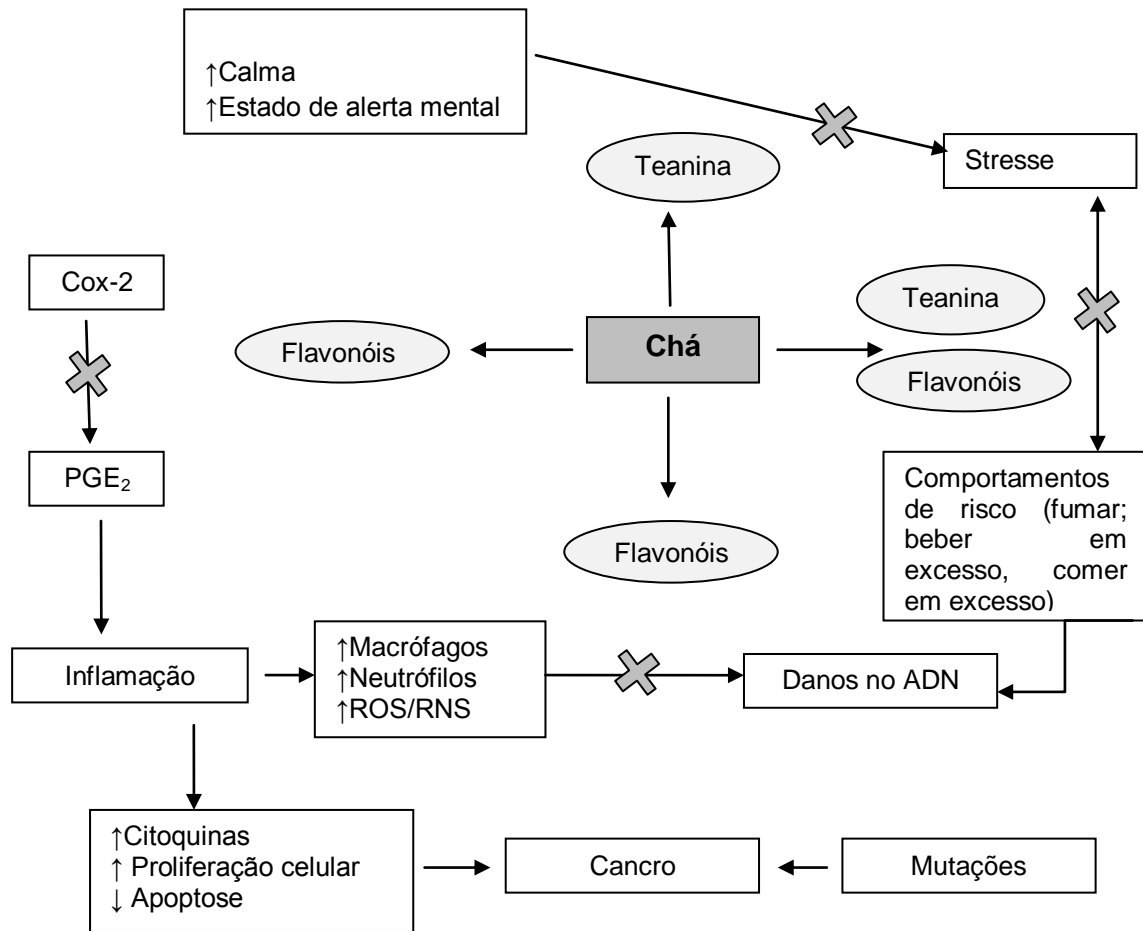 ↑Calma
↑Estado de alerta mental
Teanina
Stresse
Cox-2
Teanina
Flavonóis
Chá
Flavonóis
PGE₂
Comportamentos
de risco (fumar;
beber em
excesso, comer
em excesso)
Flavonóis
Inflamação
↑Macrófagos
↑Neutrófilos
↑ROS/RNS
Danos no ADN
↑Citoquinas
↑ Proliferação celular
↓ Apoptose
Cancro
Mutações